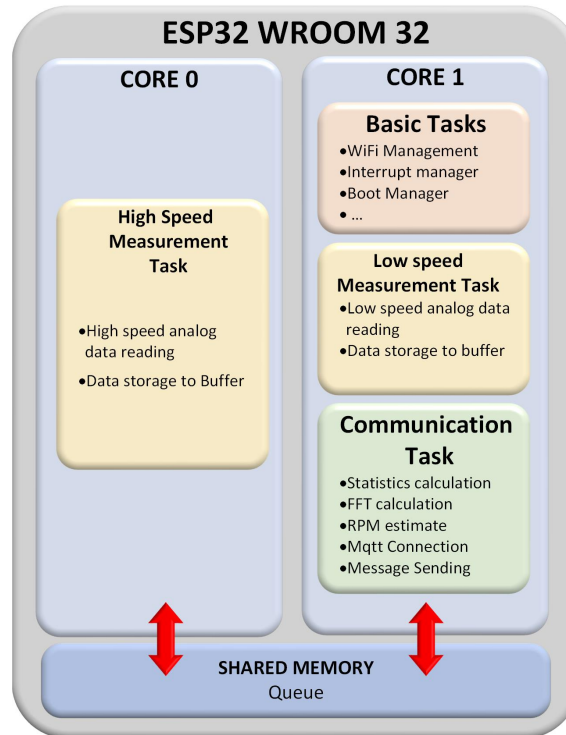 ESP32 WROOM 32
CORE 0
High Speed
Measurement
Task
•High speed analog
data reading
•Data storage to Buffer
CORE 1
Basic Tasks
•WiFi Management
•Interrupt manager
•Boot Manager
•...
Low speed
Measurement Task
•Low speed analog data
reading
•Data storage to buffer
Communication
Task
•Statistics calculation
•FFT calculation
•RPM estimate
•Mqtt Connection
•Message Sending
SHARED MEMORY
Queue